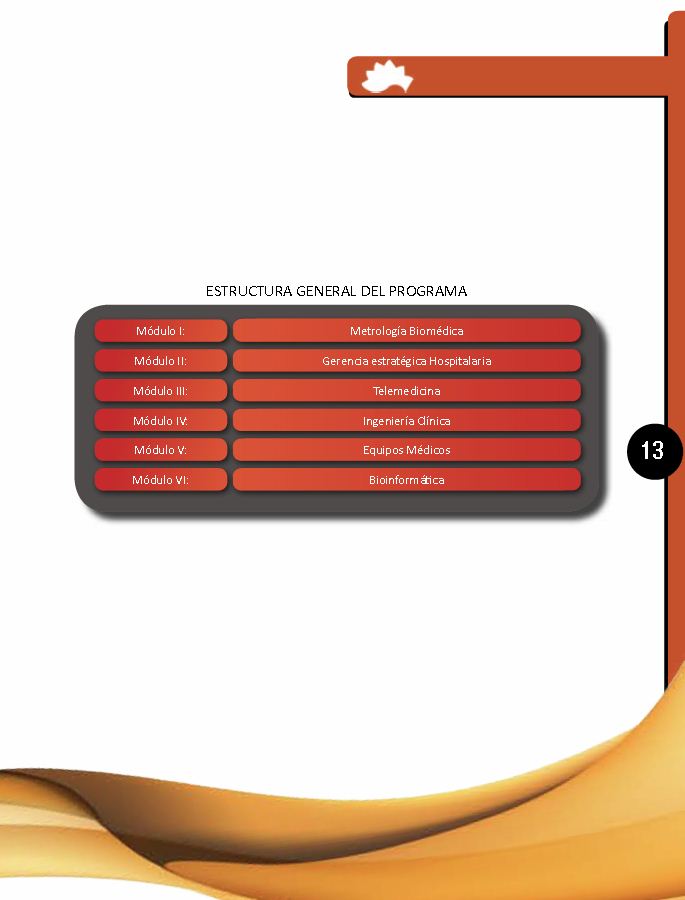 ESTRUCTURA GENERAL DEL PROGRAMA
Módulo I: Metrología Biomédica
Módulo II: Gerencia estratégica Hospitalaria
Módulo III: Telemedicina
Módulo IV: Ingeniería Clínica
13
Módulo V: Equipos Médicos
Módulo VI: Bioinformática